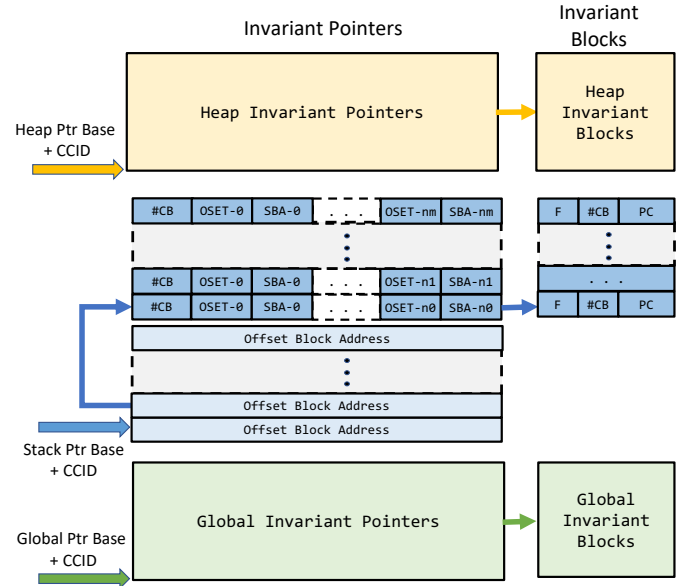 Invariant Pointers
Invariant
Blocks
Heap Invariant Pointers
Heap
Invariant
Blocks
Heap Ptr Base
+ CCID
#CB OSET-0 SBA-0 . . . OSET-nm SBA-nm
F #CB PC
#CB OSET-0 SBA-0 . . . OSET-n1 SBA-n1
. . .
#CB OSET-0 SBA-0 . . . OSET-n0 SBA-n0
F #CB PC
Offset Block Address
Offset Block Address
Offset Block Address
Stack Ptr Base
+ CCID
Global Invariant Pointers
Global
Invariant
Blocks
Global Ptr Base
+ CCID